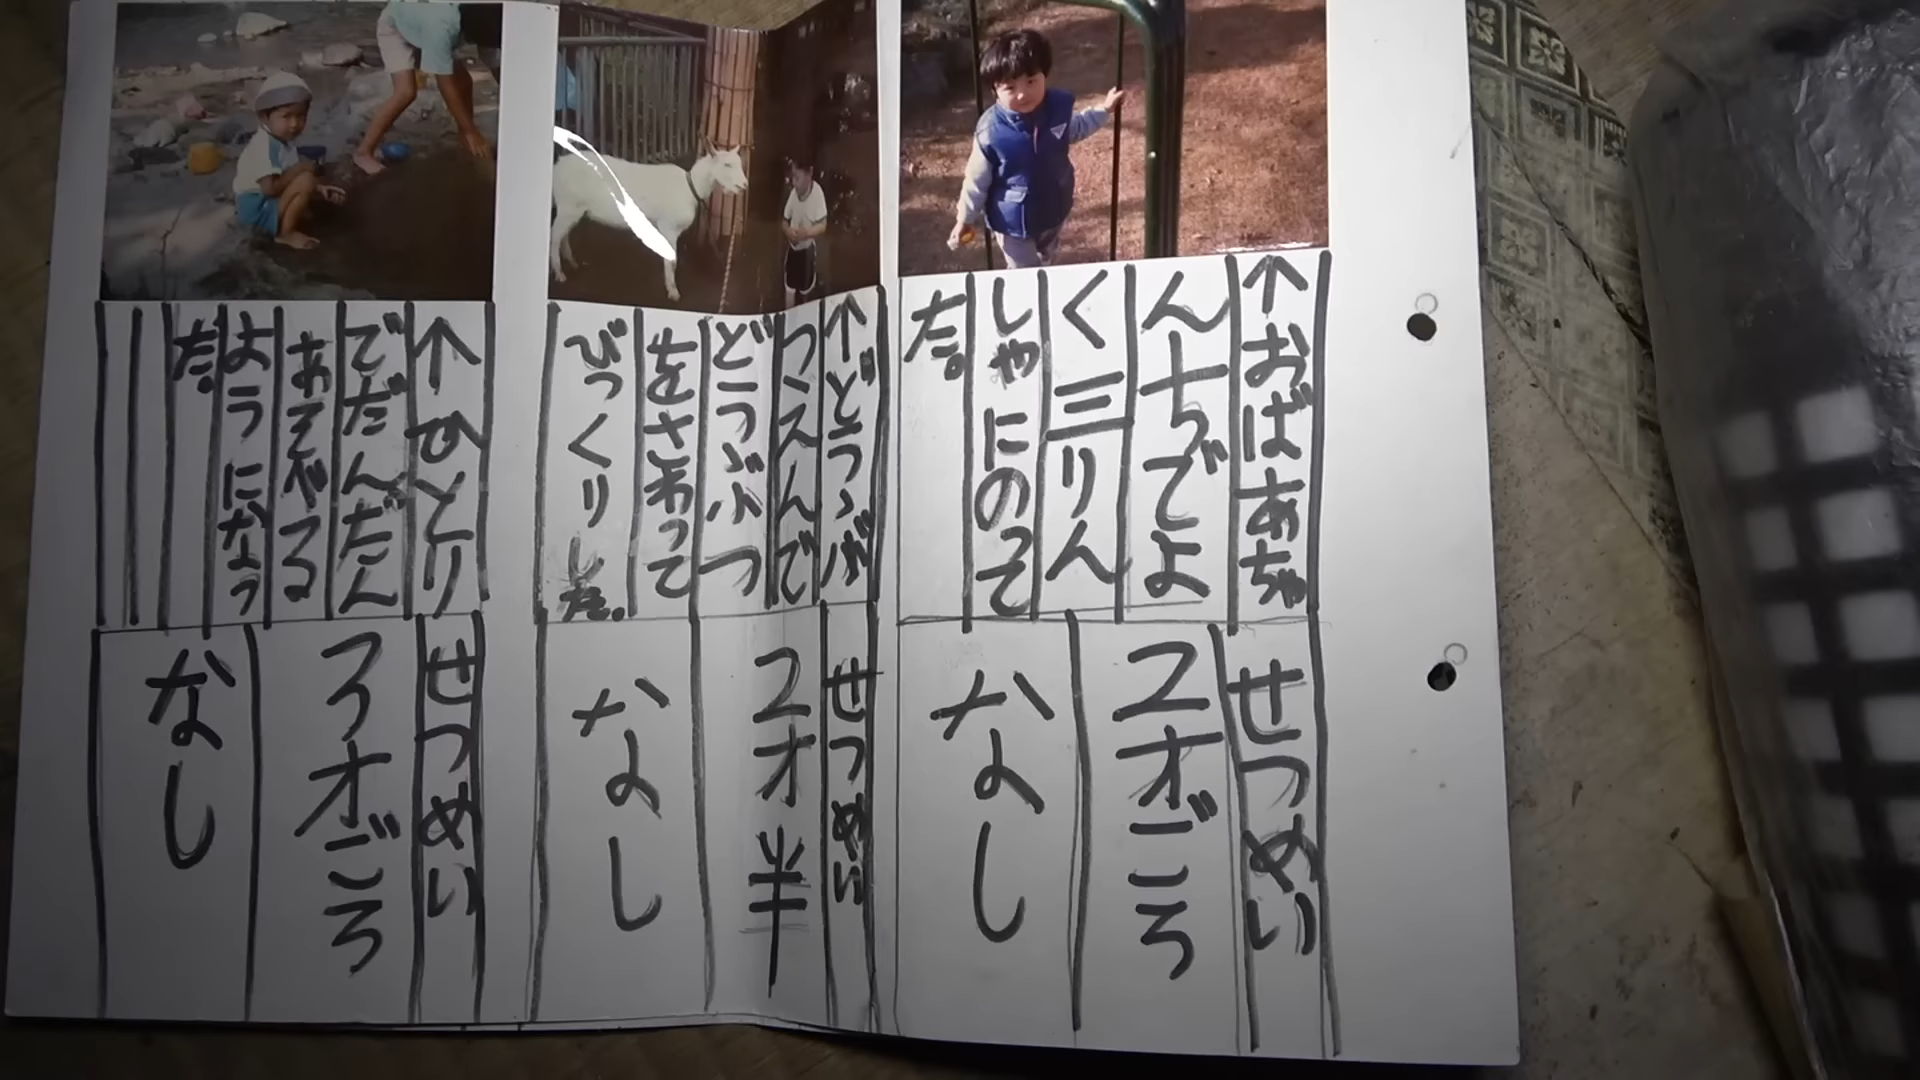 ↑おばあちゃ
ん七ぢでよ
く三りん
しゃにのって
た。
せつめい
2才ごろ
なし
↑どうぶ
つえんで
どうぶつ
をさわって
びっくりした。
せつめい
2才半
なし
↑ひとり
でだんだん
あそべる
ようになっ
た。
せつめい
才ごろ
なし